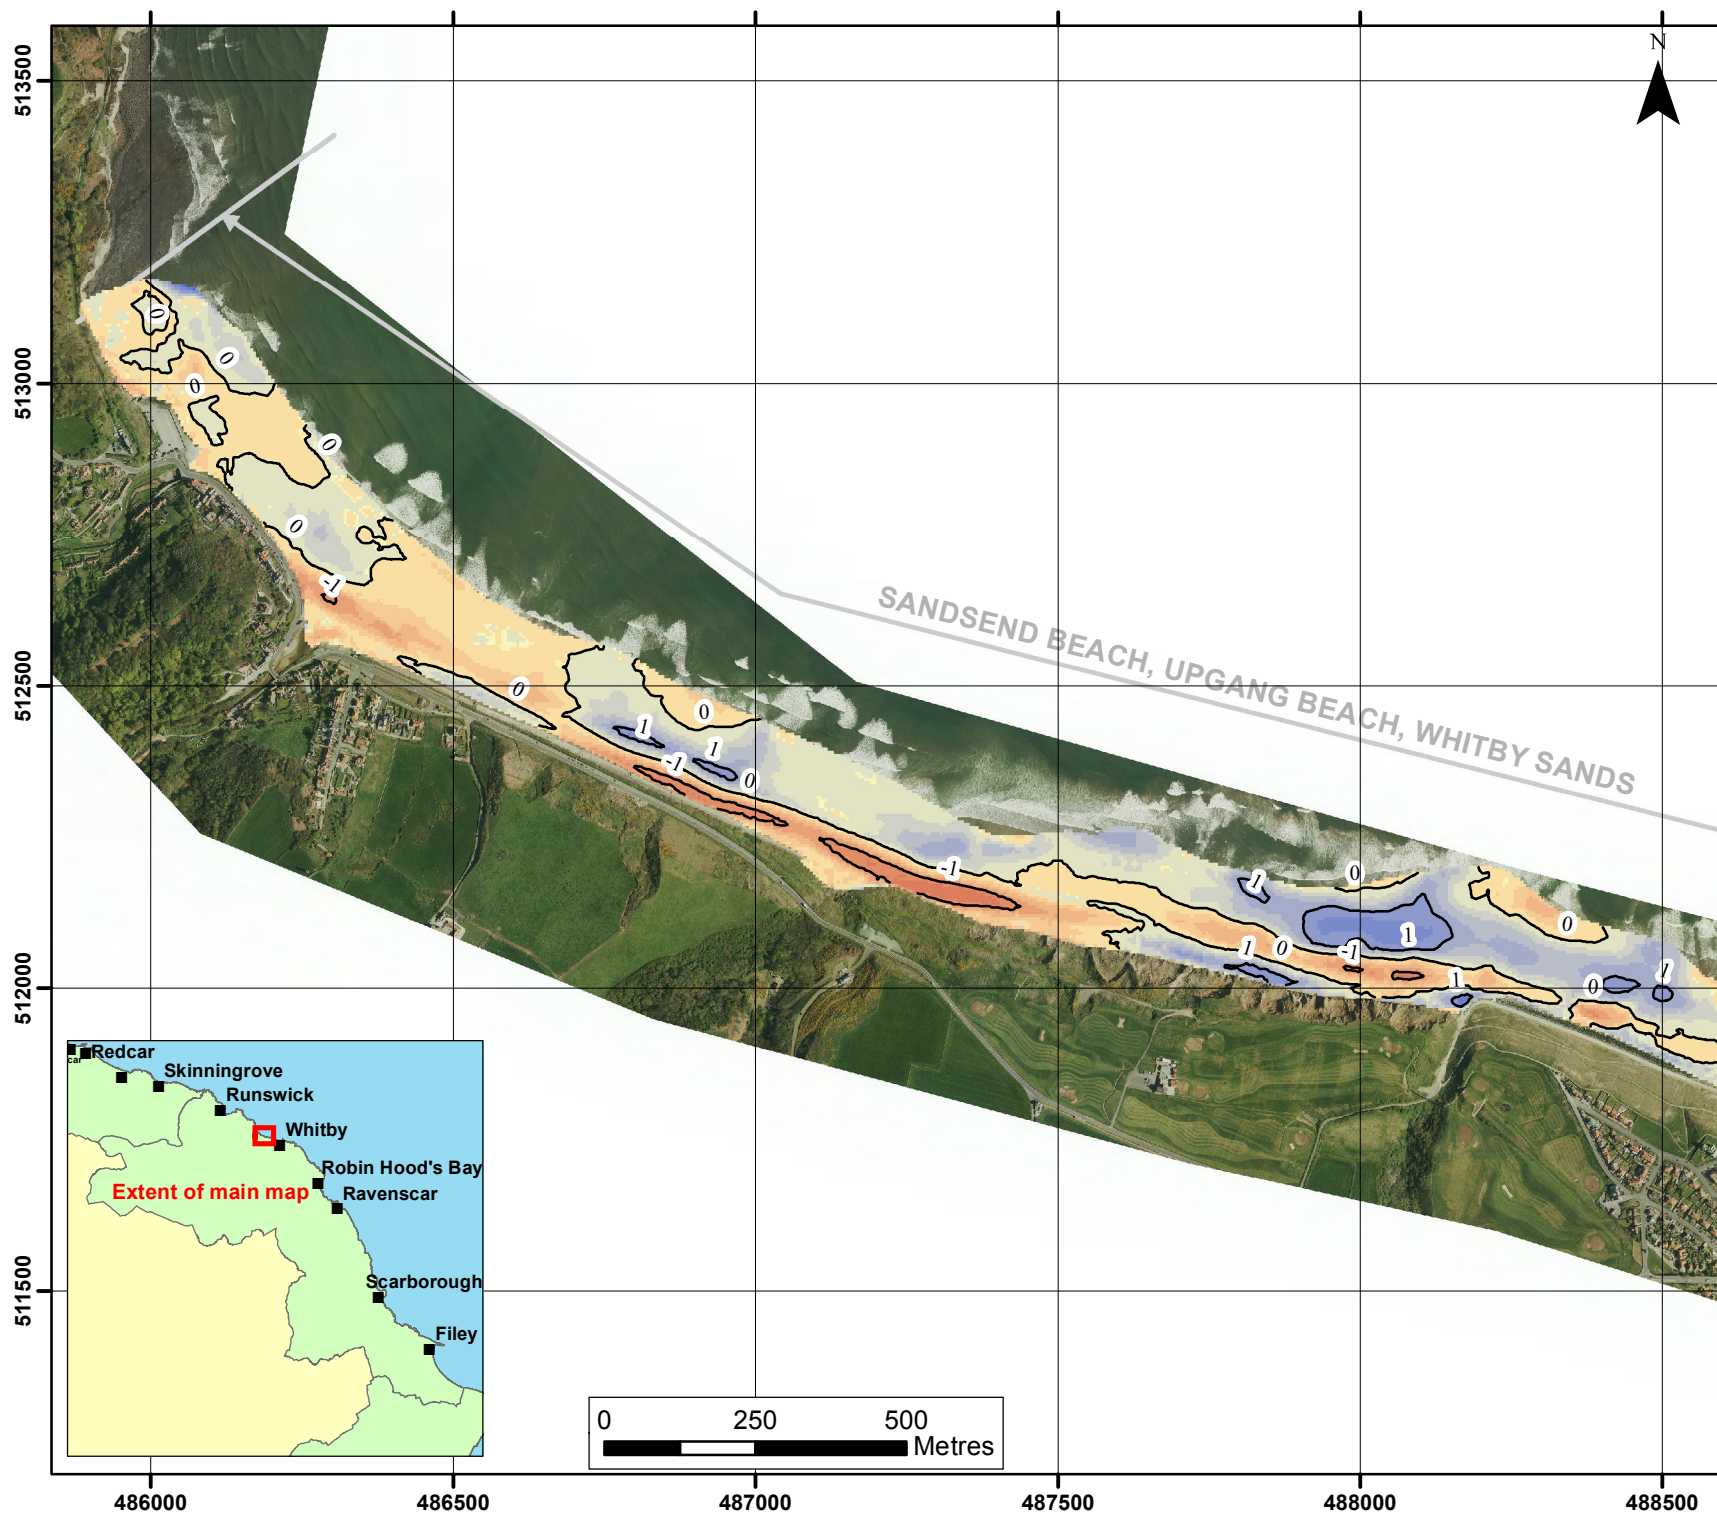 N
513500
513000
512500
512000
511500
0
0
0
0
0
-1
0
0
1
1
-1
0
-1
1
0
1
0
-1
1
1
0
0
1
SANDSEND BEACH, UPGANG BEACH, WHITBY SANDS
car
Redcar
Skinningrove
Runswick
Whitby
Robin Hood's Bay
Extent of main map
Ravenscar
Scarborough
Filey
0 250 500
Metres
486000 486500 487000 487500 488000 488500